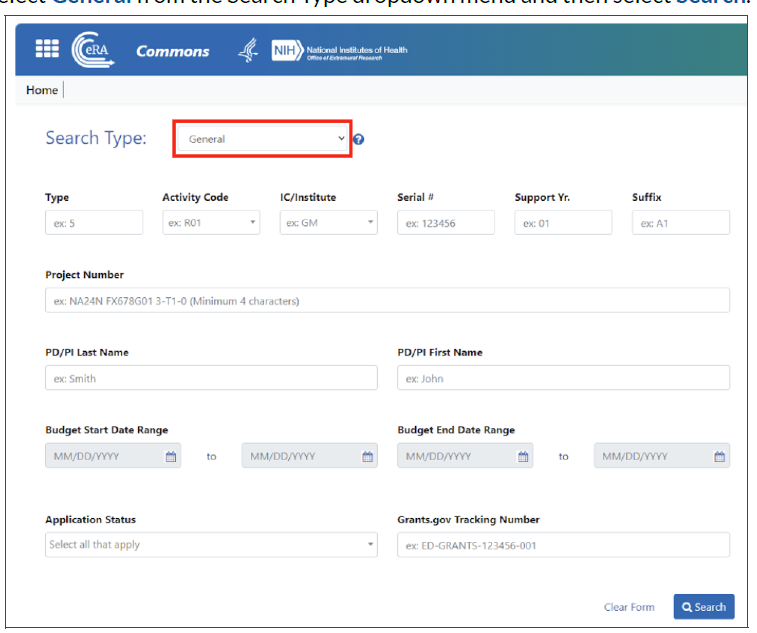 elect General from the Search Type dropdown menu and then select Search.
eRA Commons NIH National Institutes of Health
Office of Extramural Research
Home
Search Type: General
Type Activity Code IC/Institute Serial # Support Yr. Suffix
ex: 5 ex: R01 ex: GM ex: 123456 ex: 01 ex: A1
Project Number
ex: NA24N FX678G01 3-T1-0 (Minimum 4 characters)
PD/PI Last Name PD/PI First Name
ex: Smith ex: John
Budget Start Date Range Budget End Date Range
MM/DD/YYYY to MM/DD/YYYY MM/DD/YYYY to MM/DD/YYYY
Application Status Grants.gov Tracking Number
Select all that apply ex: ED-GRANTS-123456-001
Clear Form Search